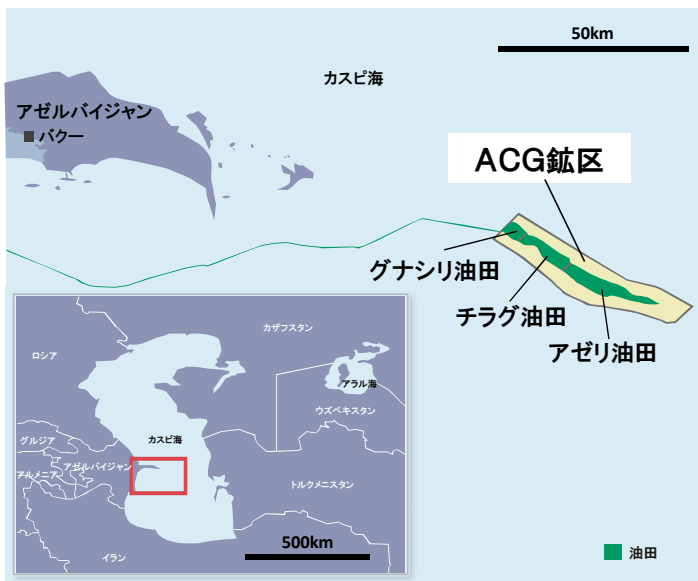 50km
カスピ海
アゼルバイジャン
バクー
ACG鉱区
グナシリ油田
チラグ油田
アゼリ油田
カザフスタン
ロシア
アラル海
ウズベキスタン
グルジア
カスピ海
アゼルバイジャン
アルメニア
トルクメニスタン
イラン
500km
油田